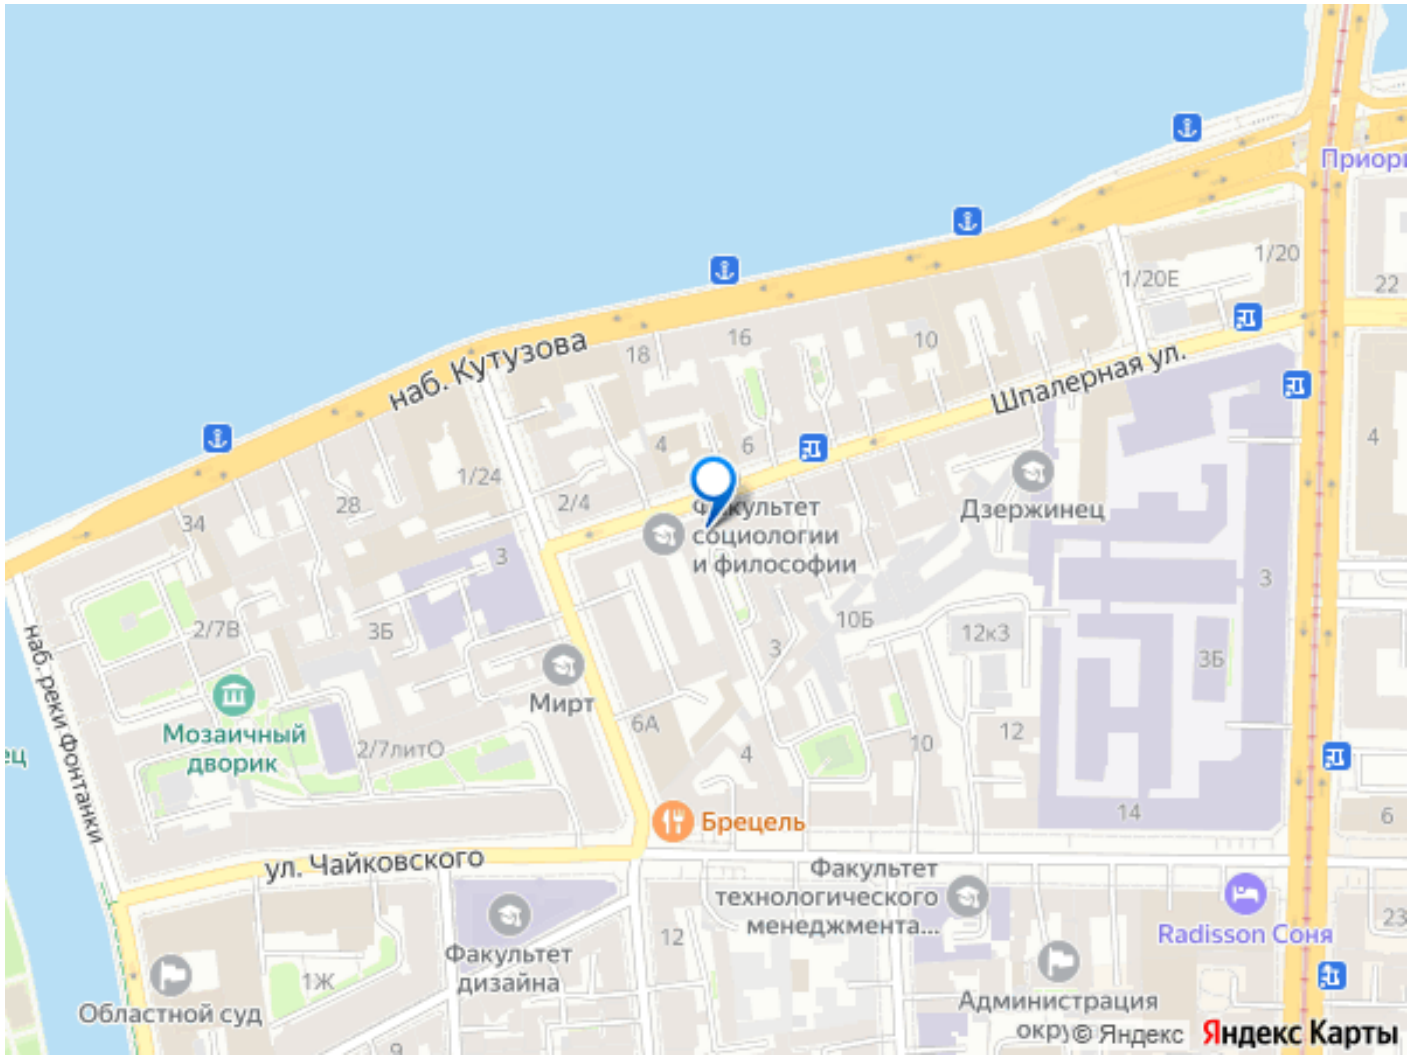 Приори
1/20
1/20Е
22
наб. Кутузова
16
18
10
Шпалерная ул.
4
6
4
1/24
2/4
28
34
Дзержинец
Факультет
социологии
и философии
3
3
3Б
2/7В
10Б
12к3
3Б
3
наб. реки фонтанки
Мирт
Мозаичный
дворик
2/7литО
6А
4
10
12
ец
14
6
Брецель
ул. Чайковского
Факультет
технологического
менеджмента...
Radisson Соня
23
12
Факультет
дизайна
1Ж
Областной суд
Администрация
окр
9
© Яндекс
Яндекс Карты